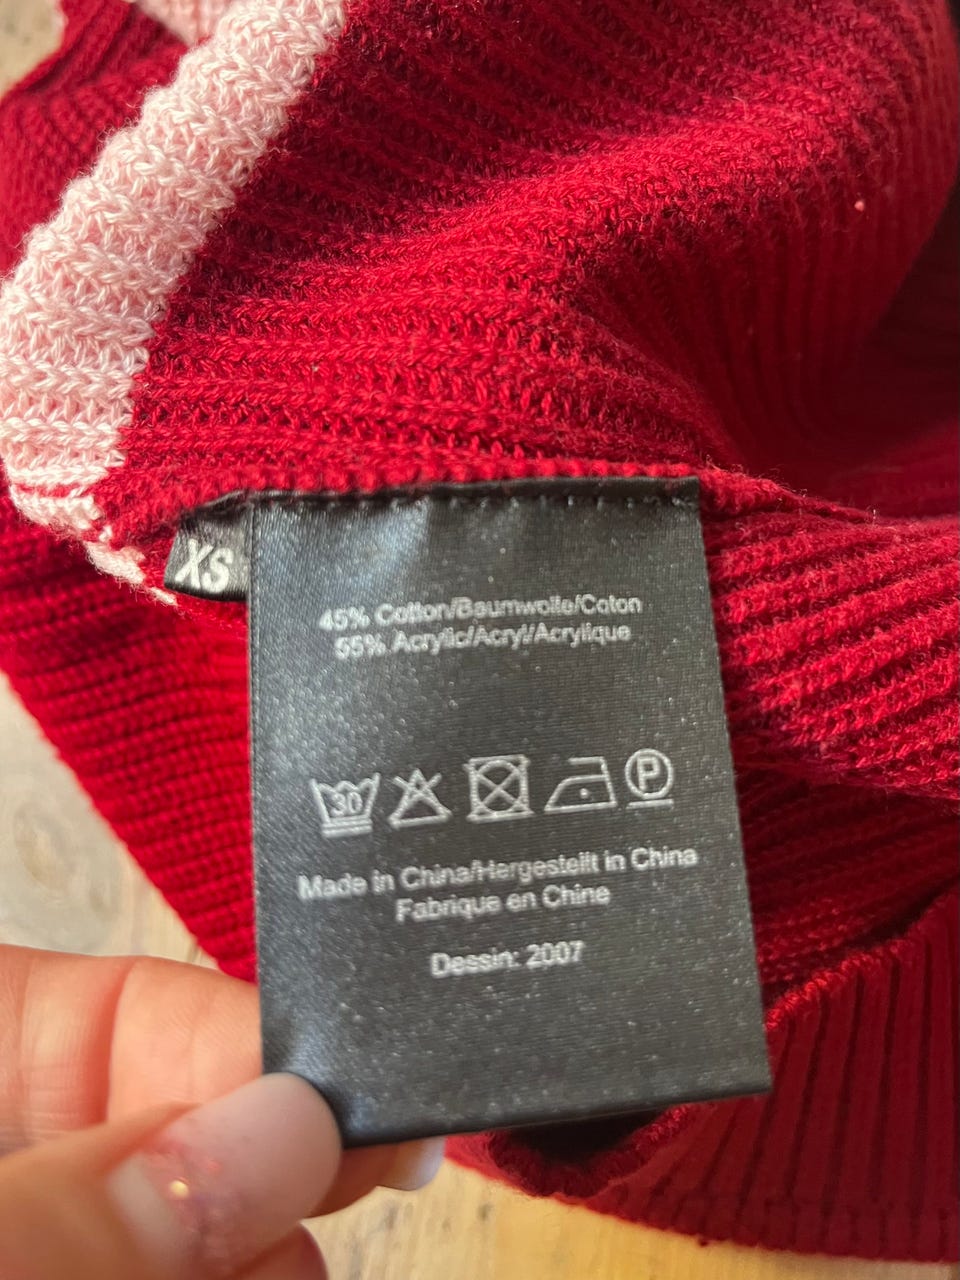 XS
45% Cotton/Baumwolle/Coton
55% Acrylic/Acryl/Acrylique
30
P
Made in China/Hergestellt in China
Fabrique en Chine
Dessin: 2007